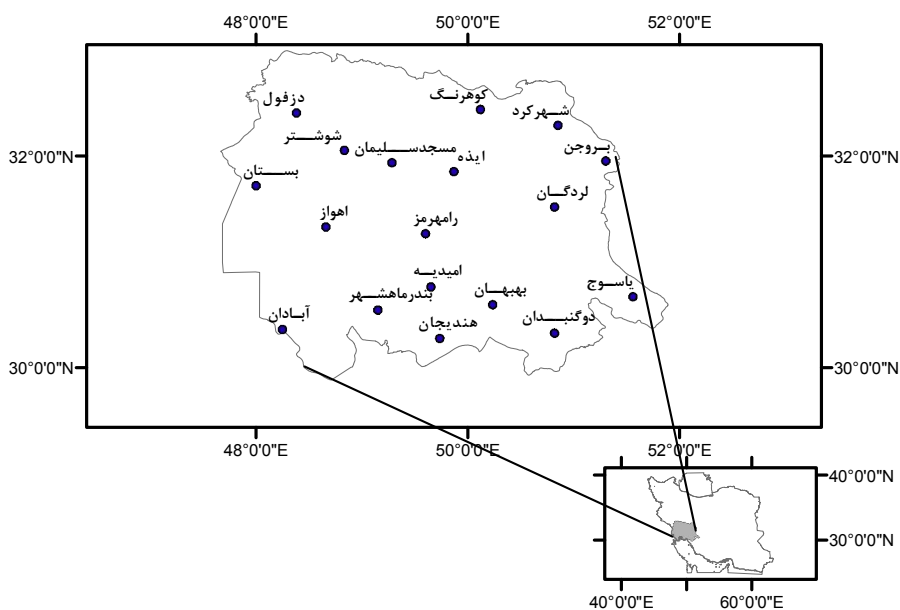 48°0'0"E 50°0'0"E 52°0'0"E
کوهرنگ
دزفول
شهرکرد
شوشتر
مسجدسلیمان
ایذه
بروجن
32°0'0"N 32°0'0"N
بستان
لردگان
اهواز
رامهرمز
امیدیه
یاسوج
بندرماهشهر
بهبهان
آبادان
هندیجان
دوگنبدان
30°0'0"N 30°0'0"N
48°0'0"E 50°0'0"E 52°0'0"E
40°0'0"N
30°0'0"N
40°0'0"E 60°0'0"E